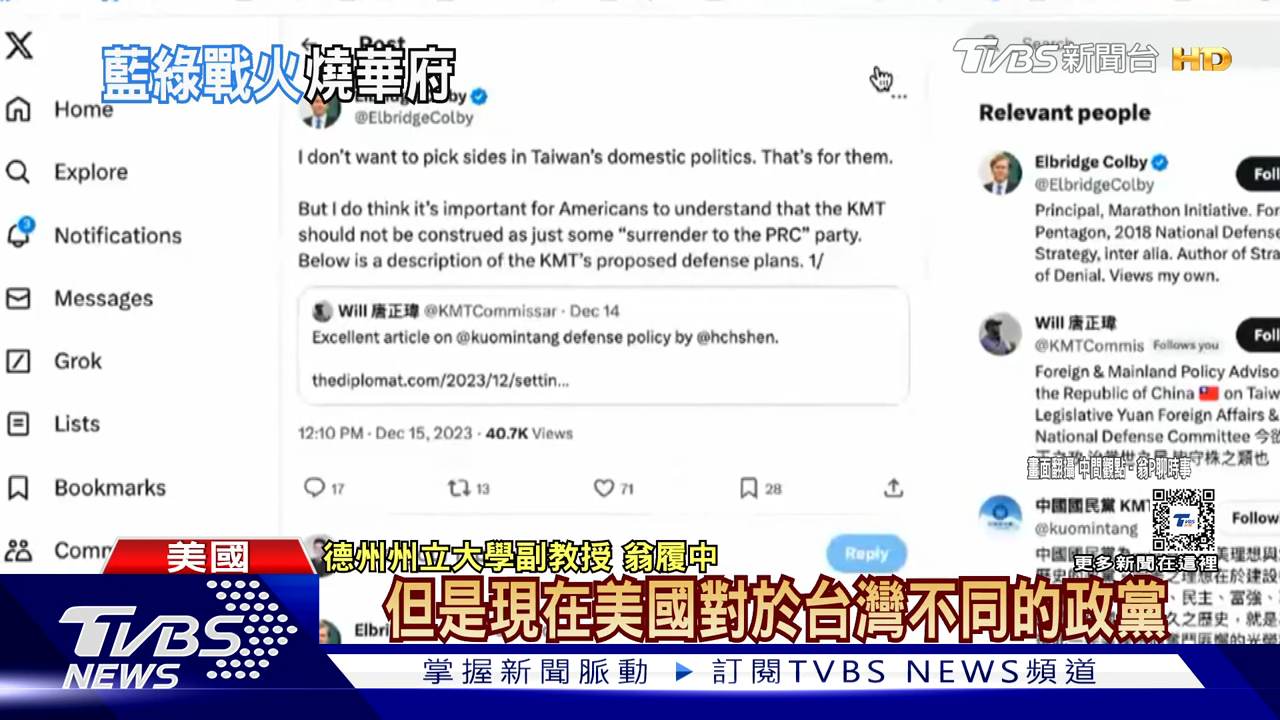 藍綠戰火燒華府
TVBS新聞台 HD
Home
Explore
Notifications
3
Messages
Grok
Lists
Bookmarks
Post
@ElbridgeColby
I don't want to pick sides in Taiwan's domestic politics. That's for them.
But I do think it's important for Americans to understand that the KMT
should not be construed as just some “surrender to the PRC” party.
Below is a description of the KMT's proposed defense plans. 1/
Will 唐正瑋 @KMTCommissar · Dec 14
Excellent article on @kuomintang defense policy by @hchshen.
thediplomat.com/2023/12/settin...
12:10 PM · Dec 15, 2023 · 40.7K Views
17 13 71 28
Reply
Search
Relevant people
Elbridge Colby
@ElbridgeColby
Foll
Principal, Marathon Initiative. For
Pentagon, 2018 National Defense
Strategy, inter alia. Author of Stra
of Denial. Views my own.
Will 唐正瑋
@KMTCommis Follows you
Foll
Foreign & Mainland Policy Adviso
the Republic of China 🇹🇼 on Taiw
Legislative Yuan Foreign Affairs &
National Defense Committee 今欲
畫面翻攝 中間觀點-翁P聊時事
中國國民黨 KMT
@kuomintang
Follow
更多新聞在這裡
美國
德州州立大學副教授 翁履中
但是現在美國對於台灣不同的政黨
TVBS
NEWS
掌握新聞脈動 ▶ 訂閱TVBS NEWS頻道